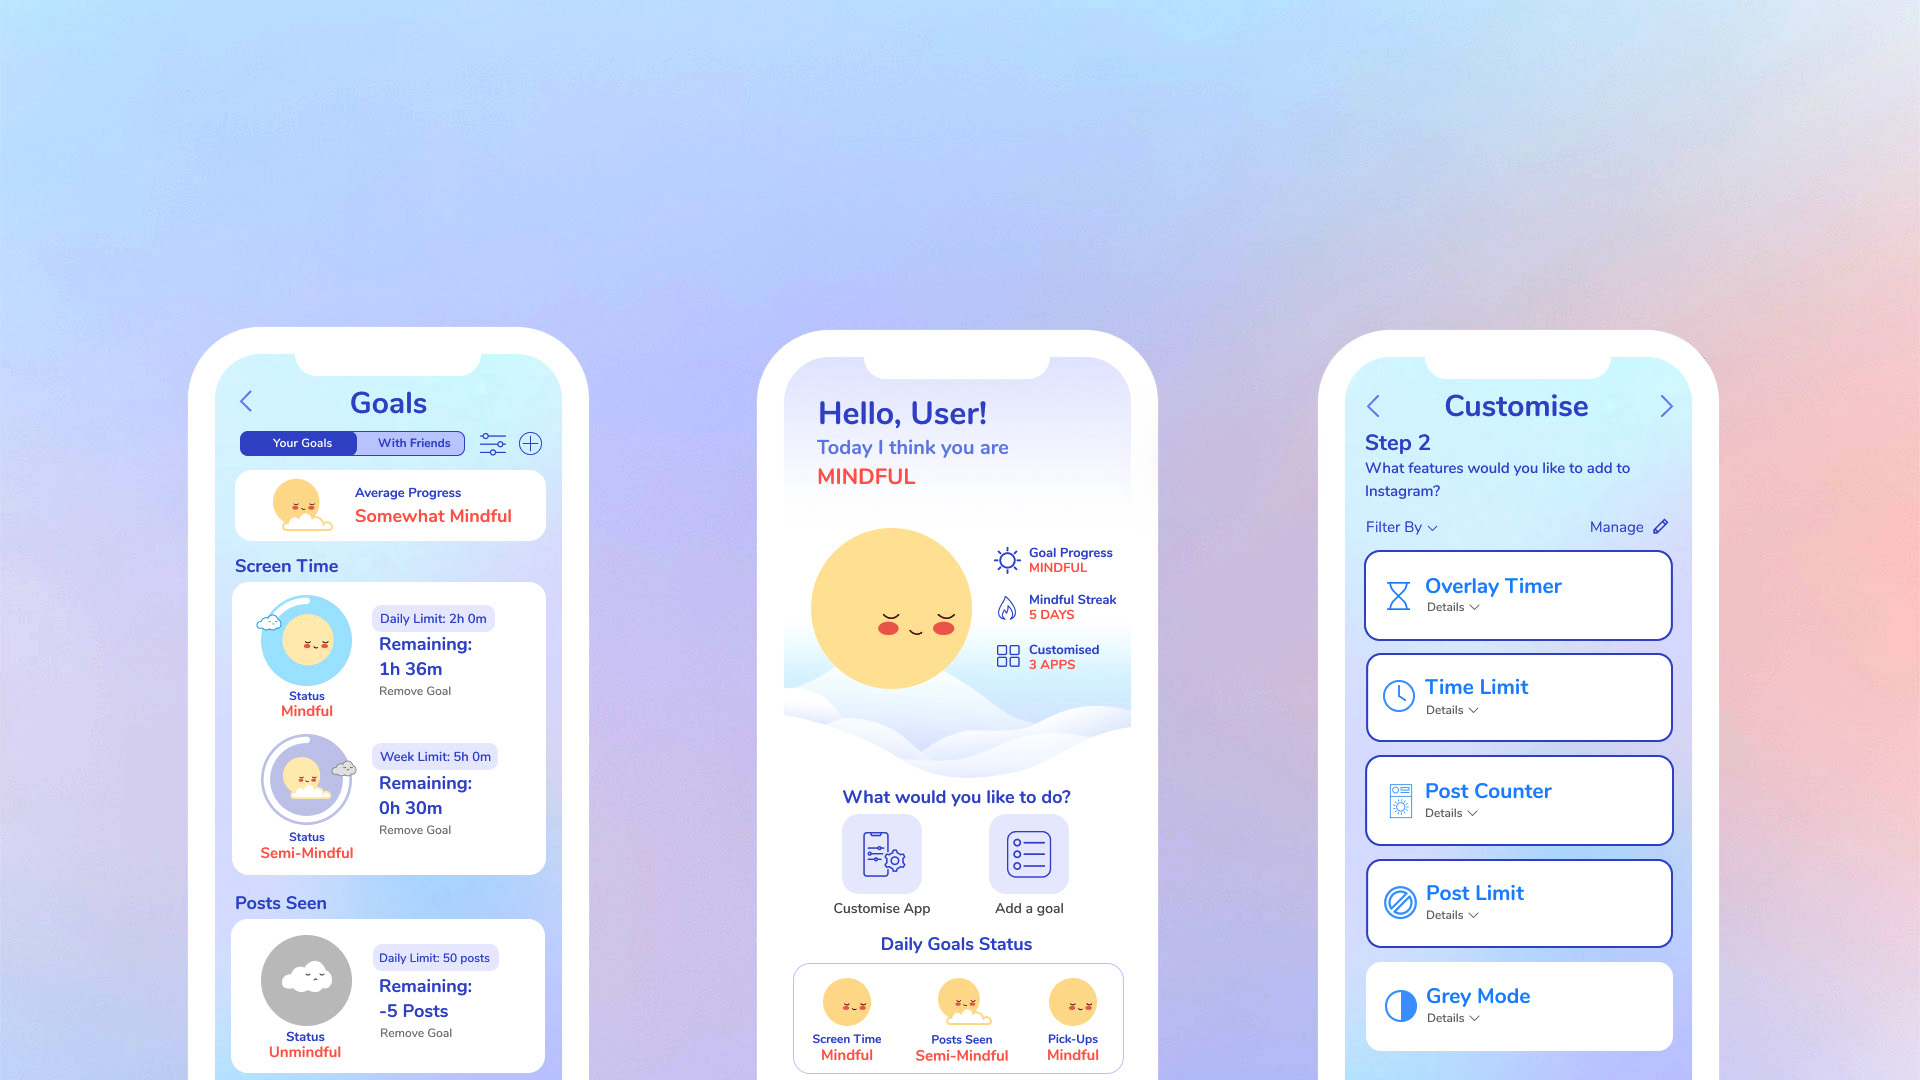 Goals
Your Goals
With Friends
Average Progress
Somewhat Mindful
Screen Time
Daily Limit: 2h 0m
Remaining:
1h 36m
Remove Goal
Status
Mindful
Week Limit: 5h 0m
Remaining:
0h 30m
Remove Goal
Status
Semi-Mindful
Posts Seen
Daily Limit: 50 posts
Remaining:
-5 Posts
Remove Goal
Status
Unmindful
Hello, User!
Today I think you are
MINDFUL
Goal Progress
MINDFUL
Mindful Streak
5 DAYS
Customised
3 APPS
What would you like to do?
Customise App
Add a goal
Daily Goals Status
Screen Time
Mindful
Posts Seen
Semi-Mindful
Pick-Ups
Mindful
Customise
Step 2
What features would you like to add to
Instagram?
Filter By
Manage
Overlay Timer
Details
Time Limit
Details
Post Counter
Details
Post Limit
Details
Grey Mode
Details